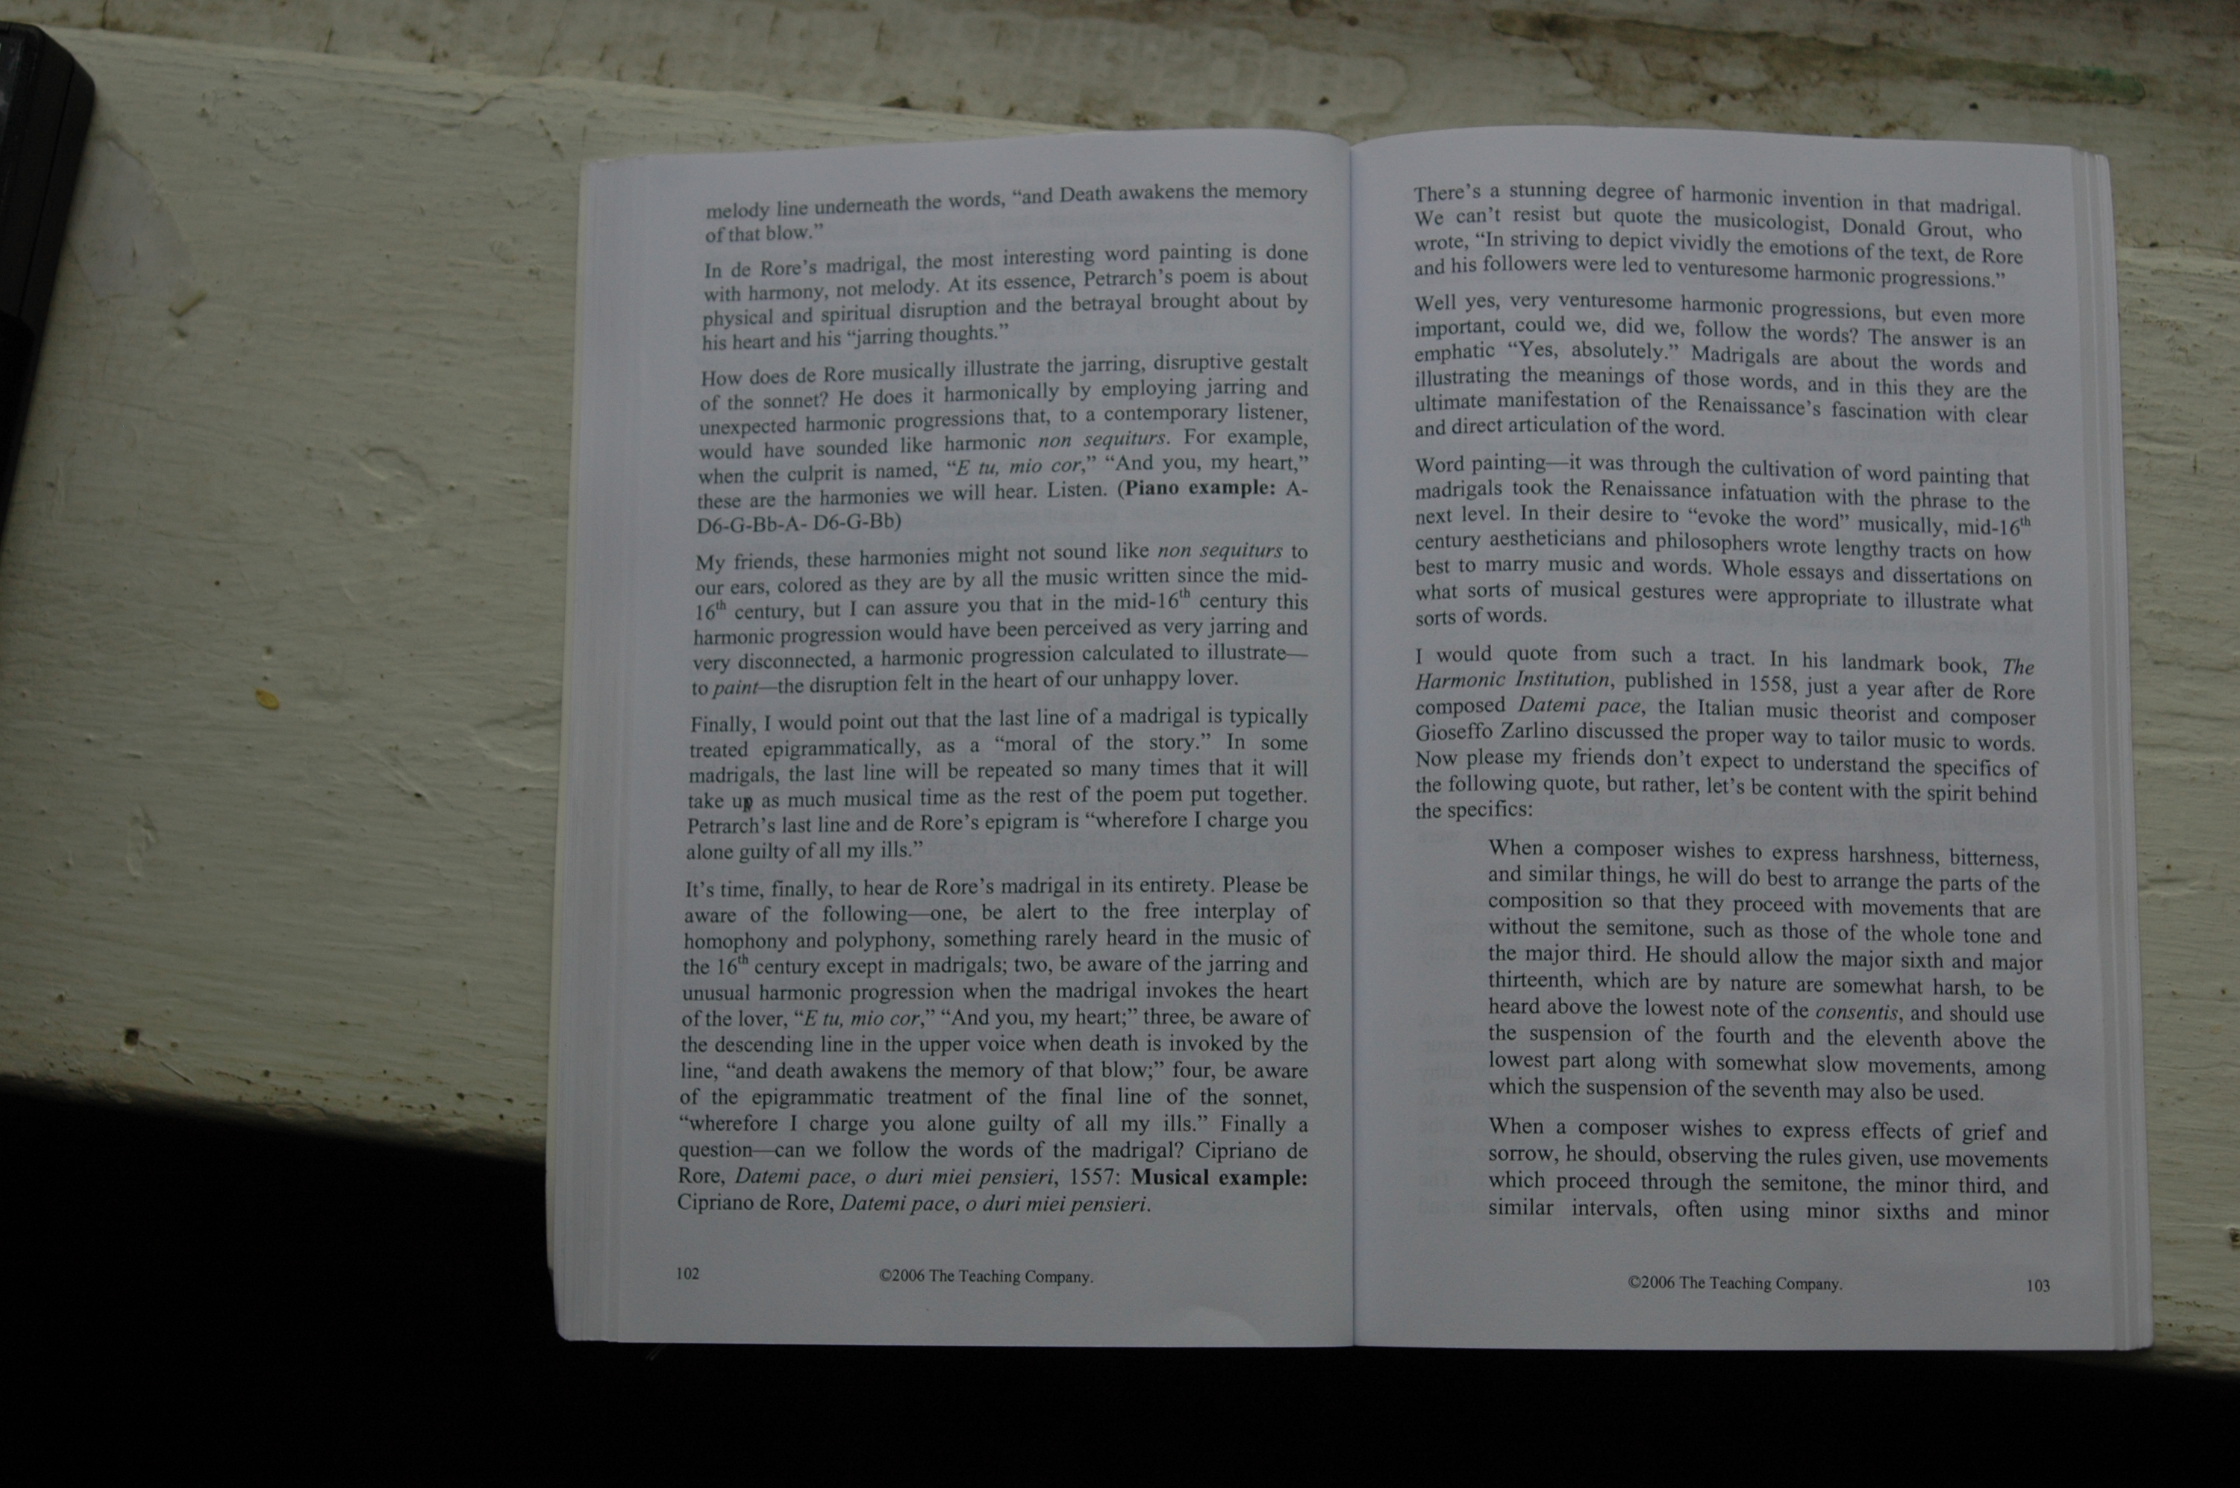 melody line underneath the words, “and Death awakens the memory
of that blow.”
In de Rore’s madrigal, the most interesting word painting is done
with harmony, not melody. At its essence, Petrarch’s poem is about
physical and spiritual disruption and the betrayal brought about by
his heart and his “jarring thoughts.”
How does de Rore musically illustrate the jarring, disruptive gestalt
of the sonnet? He does it harmonically by employing jarring and
unexpected harmonic progressions that, to a contemporary listener,
would have sounded like harmonic non sequiturs. For example,
when the culprit is named, “E tu, mio cor,” “And you, my heart,”
these are the harmonies we will hear. Listen. (Piano example: A-
D6-G-Bb-A- D6-G-Bb)
My friends, these harmonies might not sound like non sequiturs to
our ears, colored as they are by all the music written since the mid-
16th century, but I can assure you that in the mid-16th century this
harmonic progression would have been perceived as very jarring and
very disconnected, a harmonic progression calculated to illustrate—
to paint—the disruption felt in the heart of our unhappy lover.
Finally, I would point out that the last line of a madrigal is typically
treated epigrammatically, as a “moral of the story.” In some
madrigals, the last line will be repeated so many times that it will
take up as much musical time as the rest of the poem put together.
Petrarch’s last line and de Rore’s epigram is “wherefore I charge you
alone guilty of all my ills.”
It’s time, finally, to hear de Rore’s madrigal in its entirety. Please be
aware of the following—one, be alert to the free interplay of
homophony and polyphony, something rarely heard in the music of
the 16th century except in madrigals; two, be aware of the jarring and
unusual harmonic progression when the madrigal invokes the heart
of the lover, “E tu, mio cor,” “And you, my heart;” three, be aware of
the descending line in the upper voice when death is invoked by the
line, “and death awakens the memory of that blow;” four, be aware
of the epigrammatic treatment of the final line of the sonnet,
“wherefore I charge you alone guilty of all my ills.” Finally a
question—can we follow the words of the madrigal? Cipriano de
Rore, Datemi pace, o duri miei pensieri, 1557: Musical example:
Cipriano de Rore, Datemi pace, o duri miei pensieri.
102
©2006 The Teaching Company.
There’s a stunning degree of harmonic invention in that madrigal.
We can’t resist but quote the musicologist, Donald Grout, who
wrote, “In striving to depict vividly the emotions of the text, de Rore
and his followers were led to venturesome harmonic progressions.”
Well yes, very venturesome harmonic progressions, but even more
important, could we, did we, follow the words? The answer is an
emphatic “Yes, absolutely.” Madrigals are about the words and
illustrating the meanings of those words, and in this they are the
ultimate manifestation of the Renaissance’s fascination with clear
and direct articulation of the word.
Word painting—it was through the cultivation of word painting that
madrigals took the Renaissance infatuation with the phrase to the
next level. In their desire to “evoke the word” musically, mid-16th
century aestheticians and philosophers wrote lengthy tracts on how
best to marry music and words. Whole essays and dissertations on
what sorts of musical gestures were appropriate to illustrate what
sorts of words.
I would quote from such a tract. In his landmark book, The
Harmonic Institution, published in 1558, just a year after de Rore
composed Datemi pace, the Italian music theorist and composer
Gioseffo Zarlino discussed the proper way to tailor music to words.
Now please my friends don’t expect to understand the specifics of
the following quote, but rather, let’s be content with the spirit behind
the specifics:
When a composer wishes to express harshness, bitterness,
and similar things, he will do best to arrange the parts of the
composition so that they proceed with movements that are
without the semitone, such as those of the whole tone and
the major third. He should allow the major sixth and major
thirteenth, which are by nature are somewhat harsh, to be
heard above the lowest note of the consentis, and should use
the suspension of the fourth and the eleventh above the
lowest part along with somewhat slow movements, among
which the suspension of the seventh may also be used.
When a composer wishes to express effects of grief and
sorrow, he should, observing the rules given, use movements
which proceed through the semitone, the minor third, and
similar intervals, often using minor sixths and minor
©2006 The Teaching Company.
103